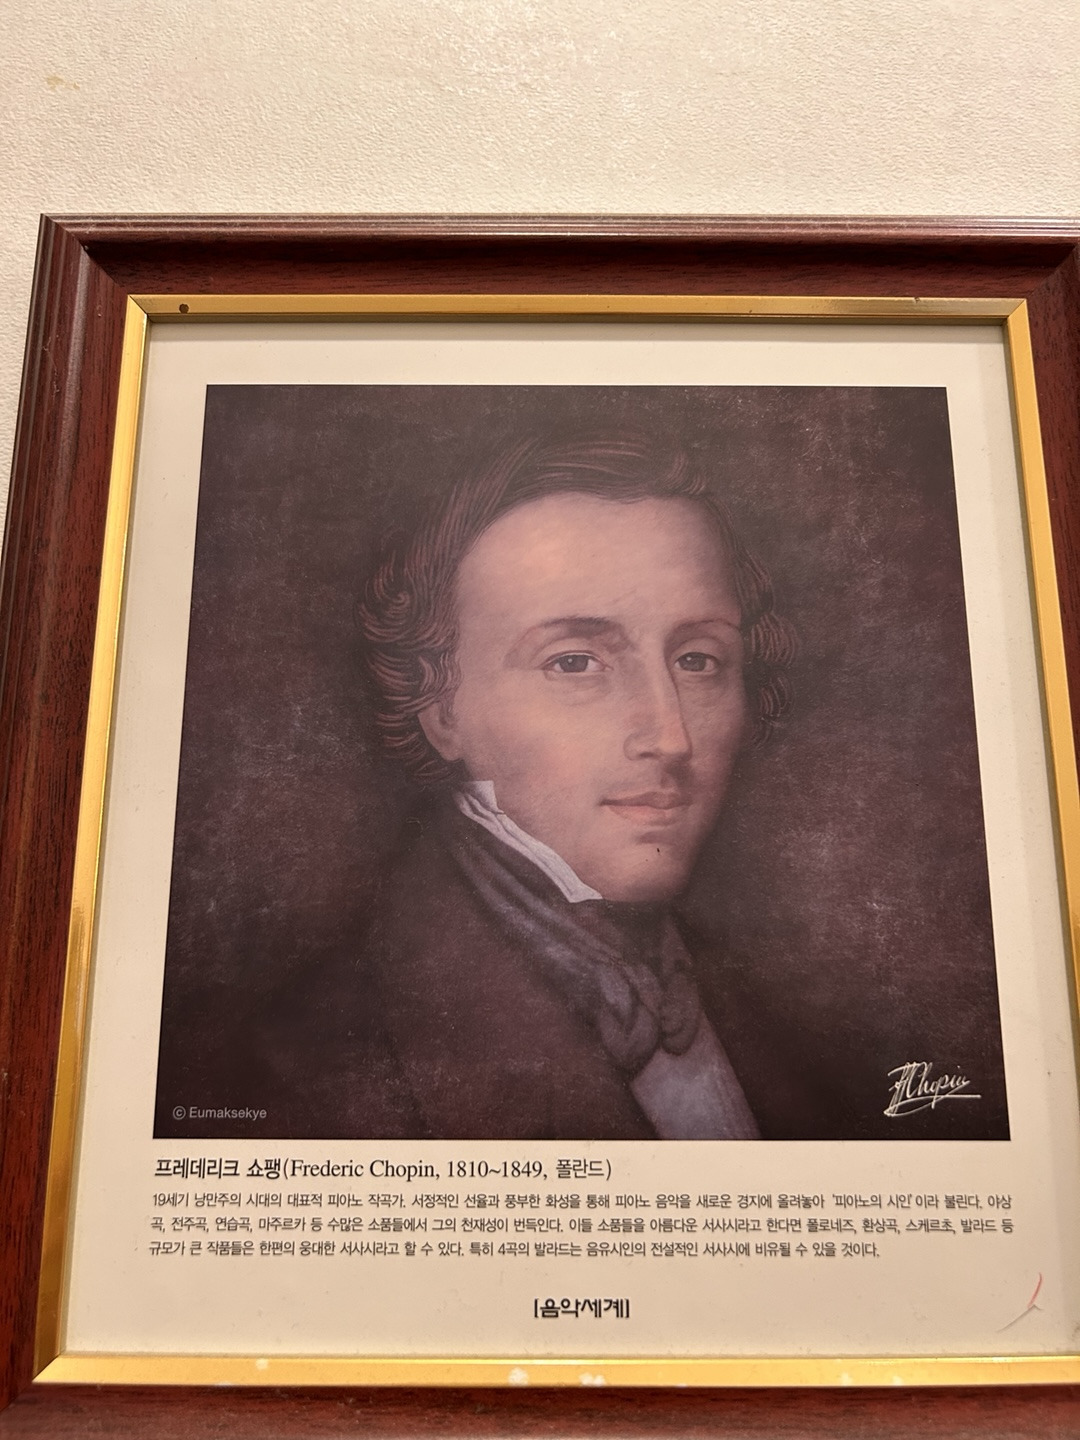 Chopin
© Eumaksekye
프레데리크 쇼팽(Frederic Chopin, 1810~1849, 폴란드)
19세기 낭만주의 시대의 대표적 피아노 작곡가. 서정적인 선율과 풍부한 화성을 통해 피아노 음악을 새로운 경지에 올려놓아 '피아노의 시인'이라 불린다. 야상
곡, 전주곡, 연습곡, 마주르카 등 수많은 소품들에서 그의 천재성이 번득인다. 이들 소품들을 아름다운 서사시라고 한다면 폴로네즈, 환상곡, 스케르초, 발라드 등
규모가 큰 작품들은 한편의 웅대한 서사시라고 할 수 있다. 특히 4곡의 발라드는 음유시인의 전설적인 서사시에 비유될 수 있을 것이다.
[음악세계]